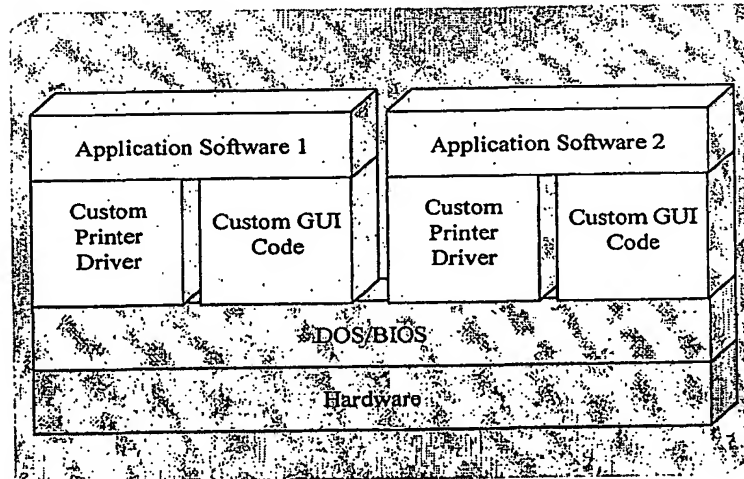 Application Software 1
Application Software 2
Custom
Printer
Driver
Custom GUI
Code
Custom
Printer
Driver
Custom GUI
Code
DOS/BIOS
Hardware